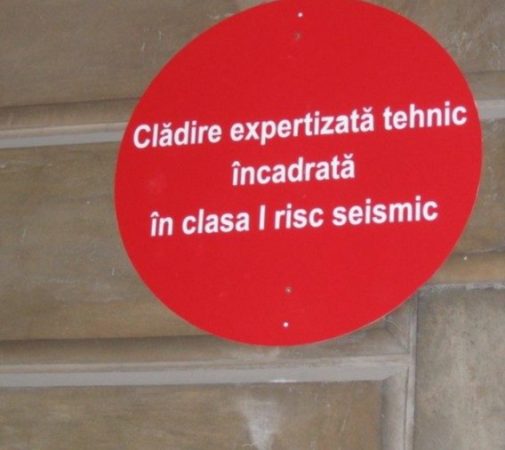 Clădire expertizată tehnic
încadrată
în clasa I risc seismic